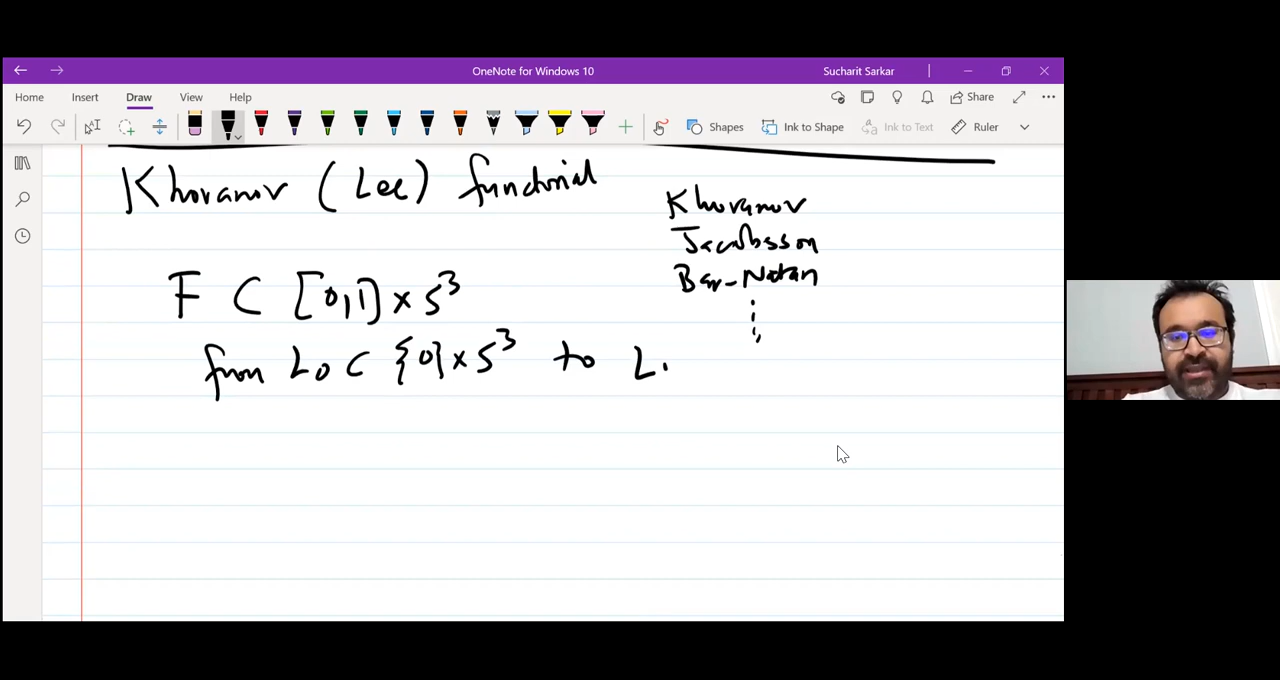 OneNote for Windows 10
Sucharit Sarkar
Home Insert Draw View Help
Share
Shapes Ink to Shape Ink to Text Ruler
Khovanov (Lee) functorial
Khovanov
Jacobsson
Bar-Natan
F ⊂ [0,1] × S³
from L₀ ⊂ {0} × S³ to L.